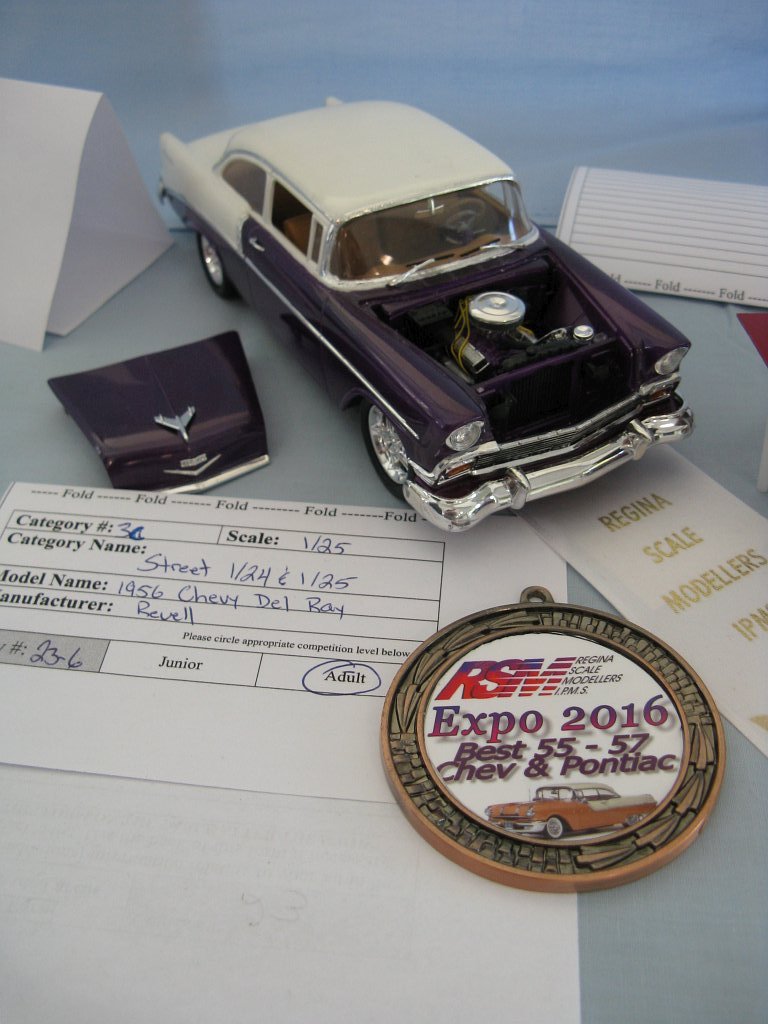 ld ----- Fold ------- Fold -----
----- Fold ------ Fold ------- Fold ------- Fold -------Fold -
Category #: 3a Scale: 1/25
Category Name: Street 1/24 & 1/25
Model Name: 1956 Chevy Del Ray
anufacturer: Revell
Please circle appropriate competition level below
y #: 23-6 Junior Adult
REGINA
SCALE
MODELLERS
IPM
RSM REGINA
SCALE
MODELLERS
I.P.M.S.
Expo 2016
Best 55 - 57
Chev & Pontiac